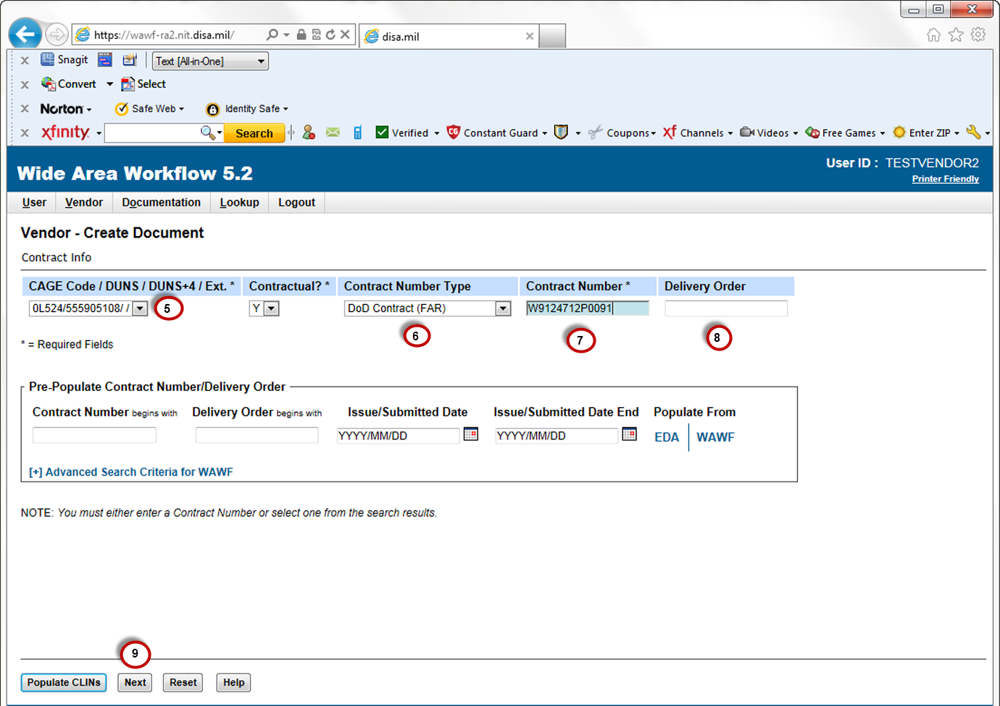 https://wawf-ra2.nit.disa.mil/ disa.mil
Snagit Text [All-in-One]
Convert Select
Norton Safe Web Identity Safe
xfinity Search Verified CG Constant Guard Coupons xf Channels Videos Free Games Enter ZIP
Wide Area Workflow 5.2
User ID : TESTVENDOR2
Printer Friendly
User Vendor Documentation Lookup Logout
Vendor - Create Document
Contract Info
CAGE Code / DUNS / DUNS+4 / Ext. * Contractual? * Contract Number Type Contract Number * Delivery Order
0L524/555905108/ / 5 Y DoD Contract (FAR) W9124712P0091
6 7 8
* = Required Fields
Pre-Populate Contract Number/Delivery Order
Contract Number begins with Delivery Order begins with Issue/Submitted Date Issue/Submitted Date End Populate From
YYYY/MM/DD YYYY/MM/DD EDA WAWF
[+] Advanced Search Criteria for WAWF
NOTE: You must either enter a Contract Number or select one from the search results.
9
Populate CLINs Next Reset Help